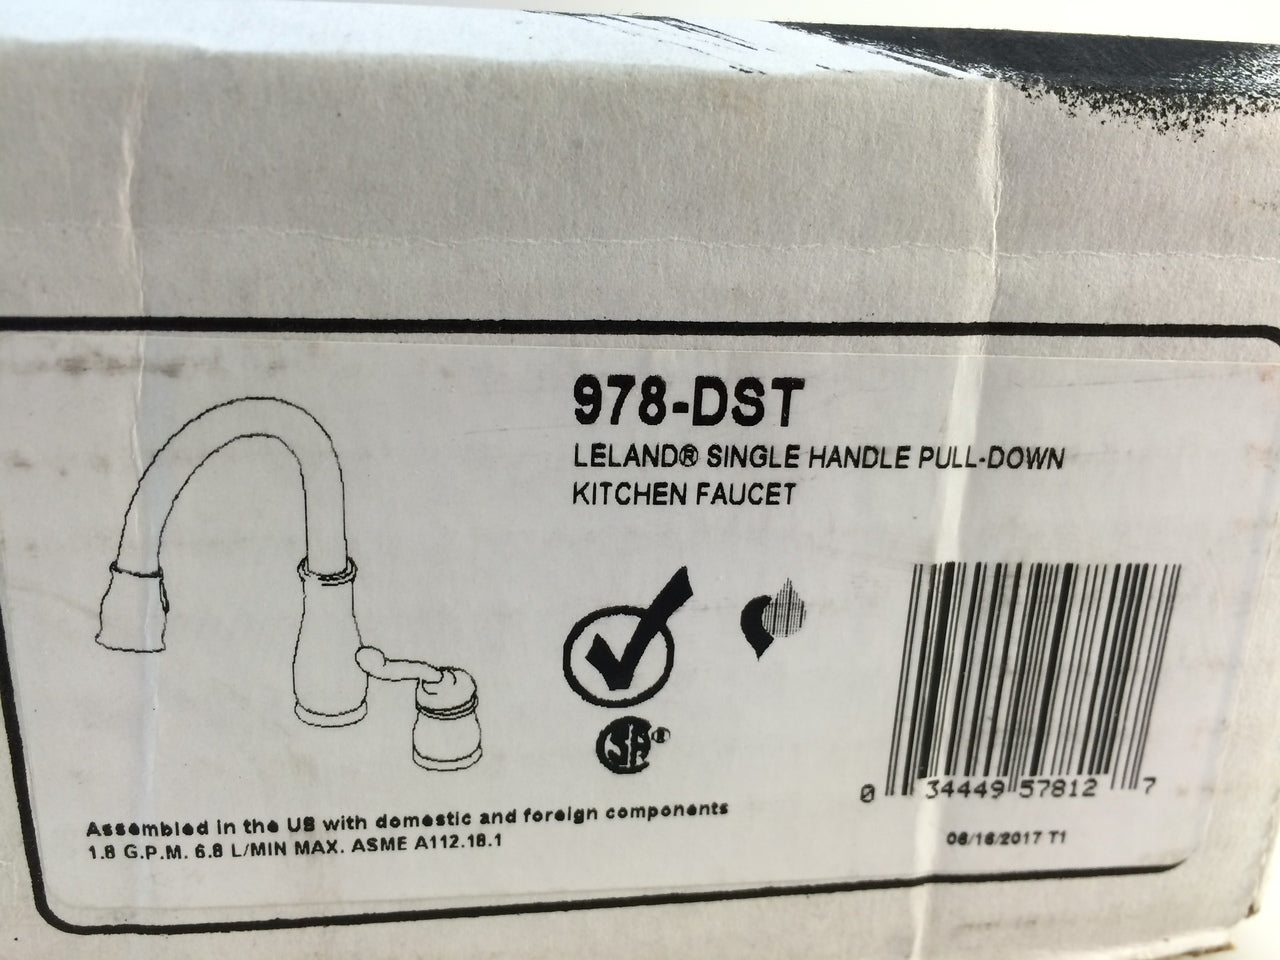 978-DST
LELAND® SINGLE HANDLE PULL-DOWN
KITCHEN FAUCET
SA®
0 34449 57812 7
Assembled in the US with domestic and foreign components
1.8 G.P.M. 6.8 L/MIN MAX. ASME A112.18.1
06/16/2017 T1